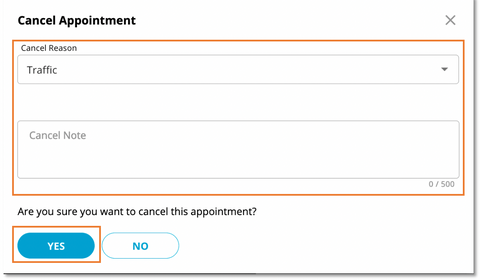 Cancel Appointment
Cancel Reason
Traffic
Cancel Note
0 / 500
Are you sure you want to cancel this appointment?
YES NO